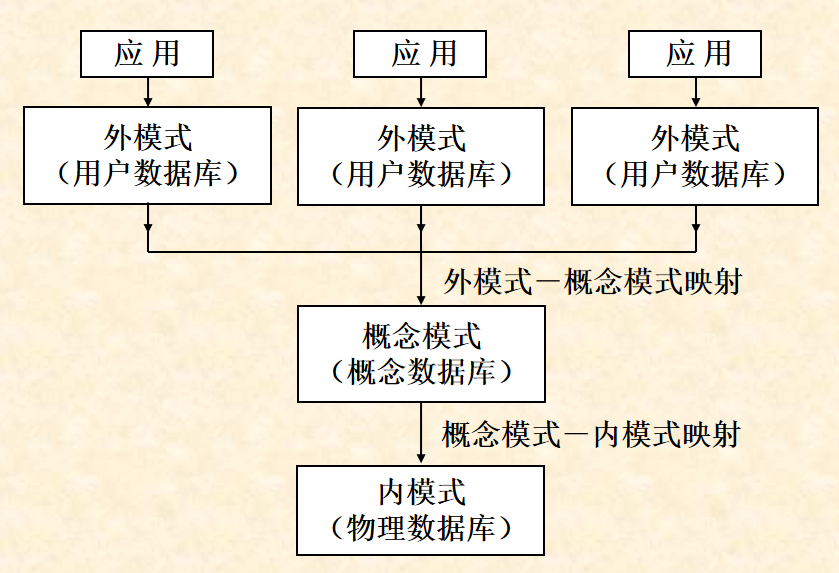 应用
应用
应用
外模式
（用户数据库）
外模式
（用户数据库）
外模式
（用户数据库）
外模式－概念模式映射
概念模式
（概念数据库）
概念模式－内模式映射
内模式
（物理数据库）